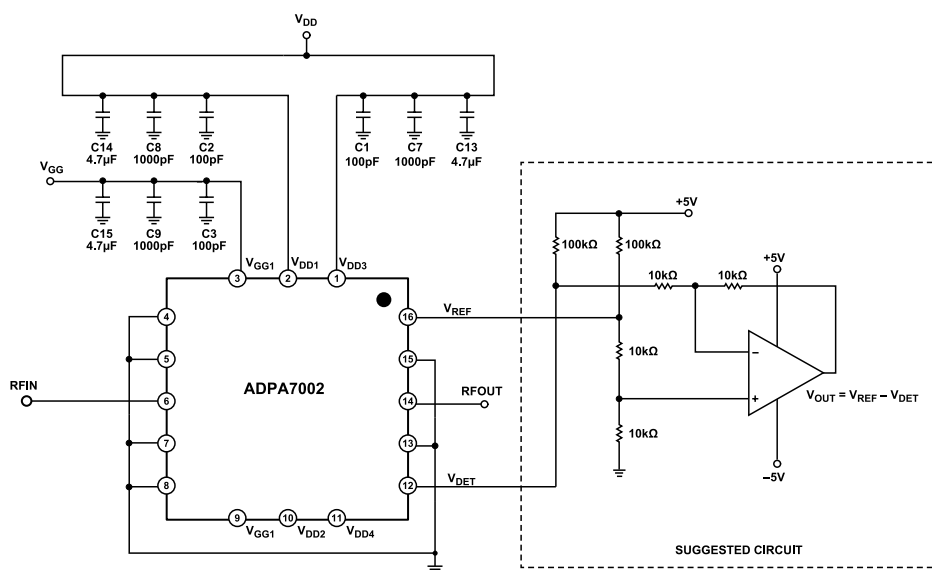 VDD
C14 4.7µF
C8 1000pF
C2 100pF
C1 100pF
C7 1000pF
C13 4.7µF
VGG
C15 4.7µF
C9 1000pF
C3 100pF
VGG1
VDD1
VDD3
3
2
1
4
5
6
7
8
16
15
14
13
12
9
10
11
VGG1
VDD2
VDD4
ADPA7002
RFIN
RFOUT
VREF
VDET
+5V
100kΩ
100kΩ
10kΩ
10kΩ
+5V
10kΩ
10kΩ
–
+
VOUT = VREF – VDET
–5V
SUGGESTED CIRCUIT